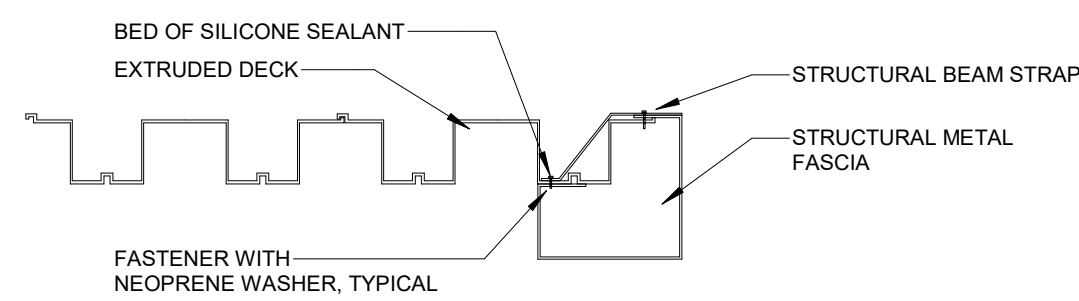 BED OF SILICONE SEALANT
EXTRUDED DECK
STRUCTURAL BEAM STRAP
STRUCTURAL METAL
FASCIA
FASTENER WITH
NEOPRENE WASHER, TYPICAL